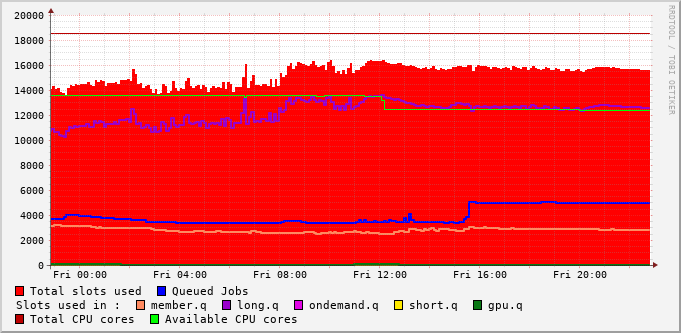 20000
18000
16000
14000
12000
10000
8000
6000
4000
2000
0
Fri 00:00 Fri 04:00 Fri 08:00 Fri 12:00 Fri 16:00 Fri 20:00
Total slots used Queued Jobs
Slots used in : member.q long.q ondemand.q short.q gpu.q
Total CPU cores Available CPU cores
RRDTOOL / TOBI OETIKER